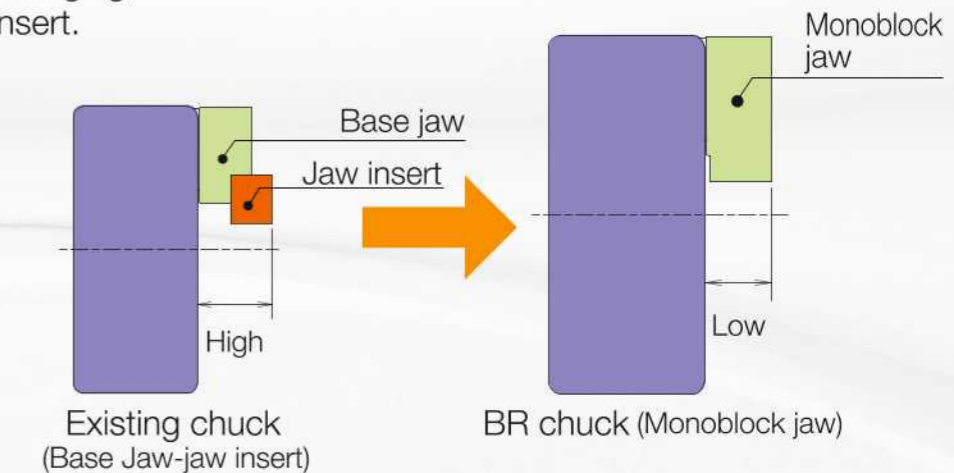 nsert.
Monoblock
jaw
Base jaw
Jaw insert
High
Low
Existing chuck
(Base Jaw-jaw insert)
BR chuck (Monoblock jaw)